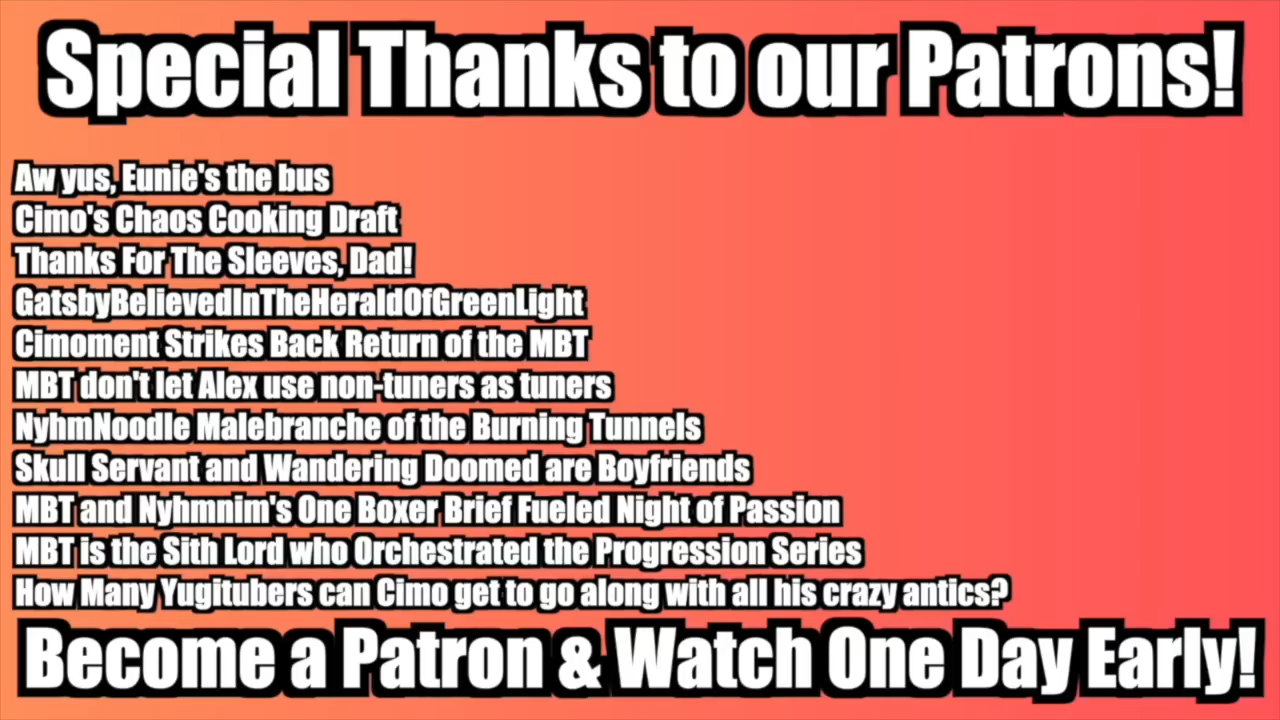 Special Thanks to our Patrons!
Aw yus, Eunie's the bus
Cimo's Chaos Cooking Draft
Thanks For The Sleeves, Dad!
GatsbyBelievedInTheHeraldOfGreenLight
Cimoment Strikes Back Return of the MBT
MBT don't let Alex use non-tuners as tuners
NyhmNoodle Malebranche of the Burning Tunnels
Skull Servant and Wandering Doomed are Boyfriends
MBT and Nyhmnim's One Boxer Brief Fueled Night of Passion
MBT is the Sith Lord who Orchestrated the Progression Series
How Many Yugitubers can Cimo get to go along with all his crazy antics?
Become a Patron & Watch One Day Early!